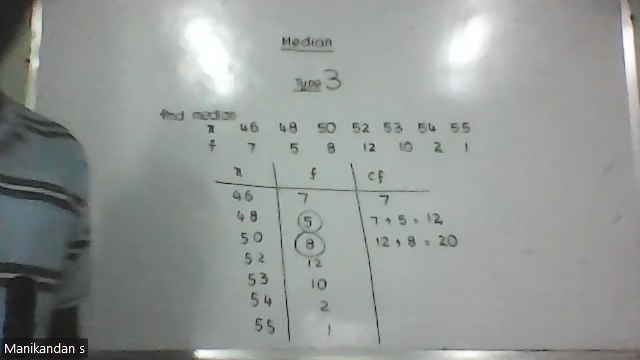 Median
Type 3
find median
x 46 48 50 52 53 54 55
f 7 5 8 12 10 2 1
x f cf
46 7 7
48 5 7 + 5 = 12
50 8 12 + 8 = 20
52 12
53 10
54 2
55 1
Manikandan s